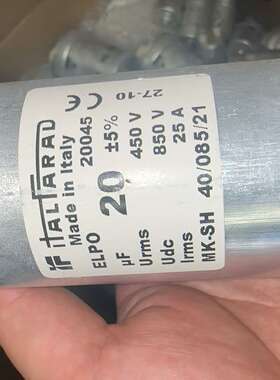 ITALFARAD
Made in Italy
ELPO 20045 CE
µF 20 ±5% 27-10
Urms 450 V
Udc 850 V
Irms 25 A
MK-SH 40/085/21